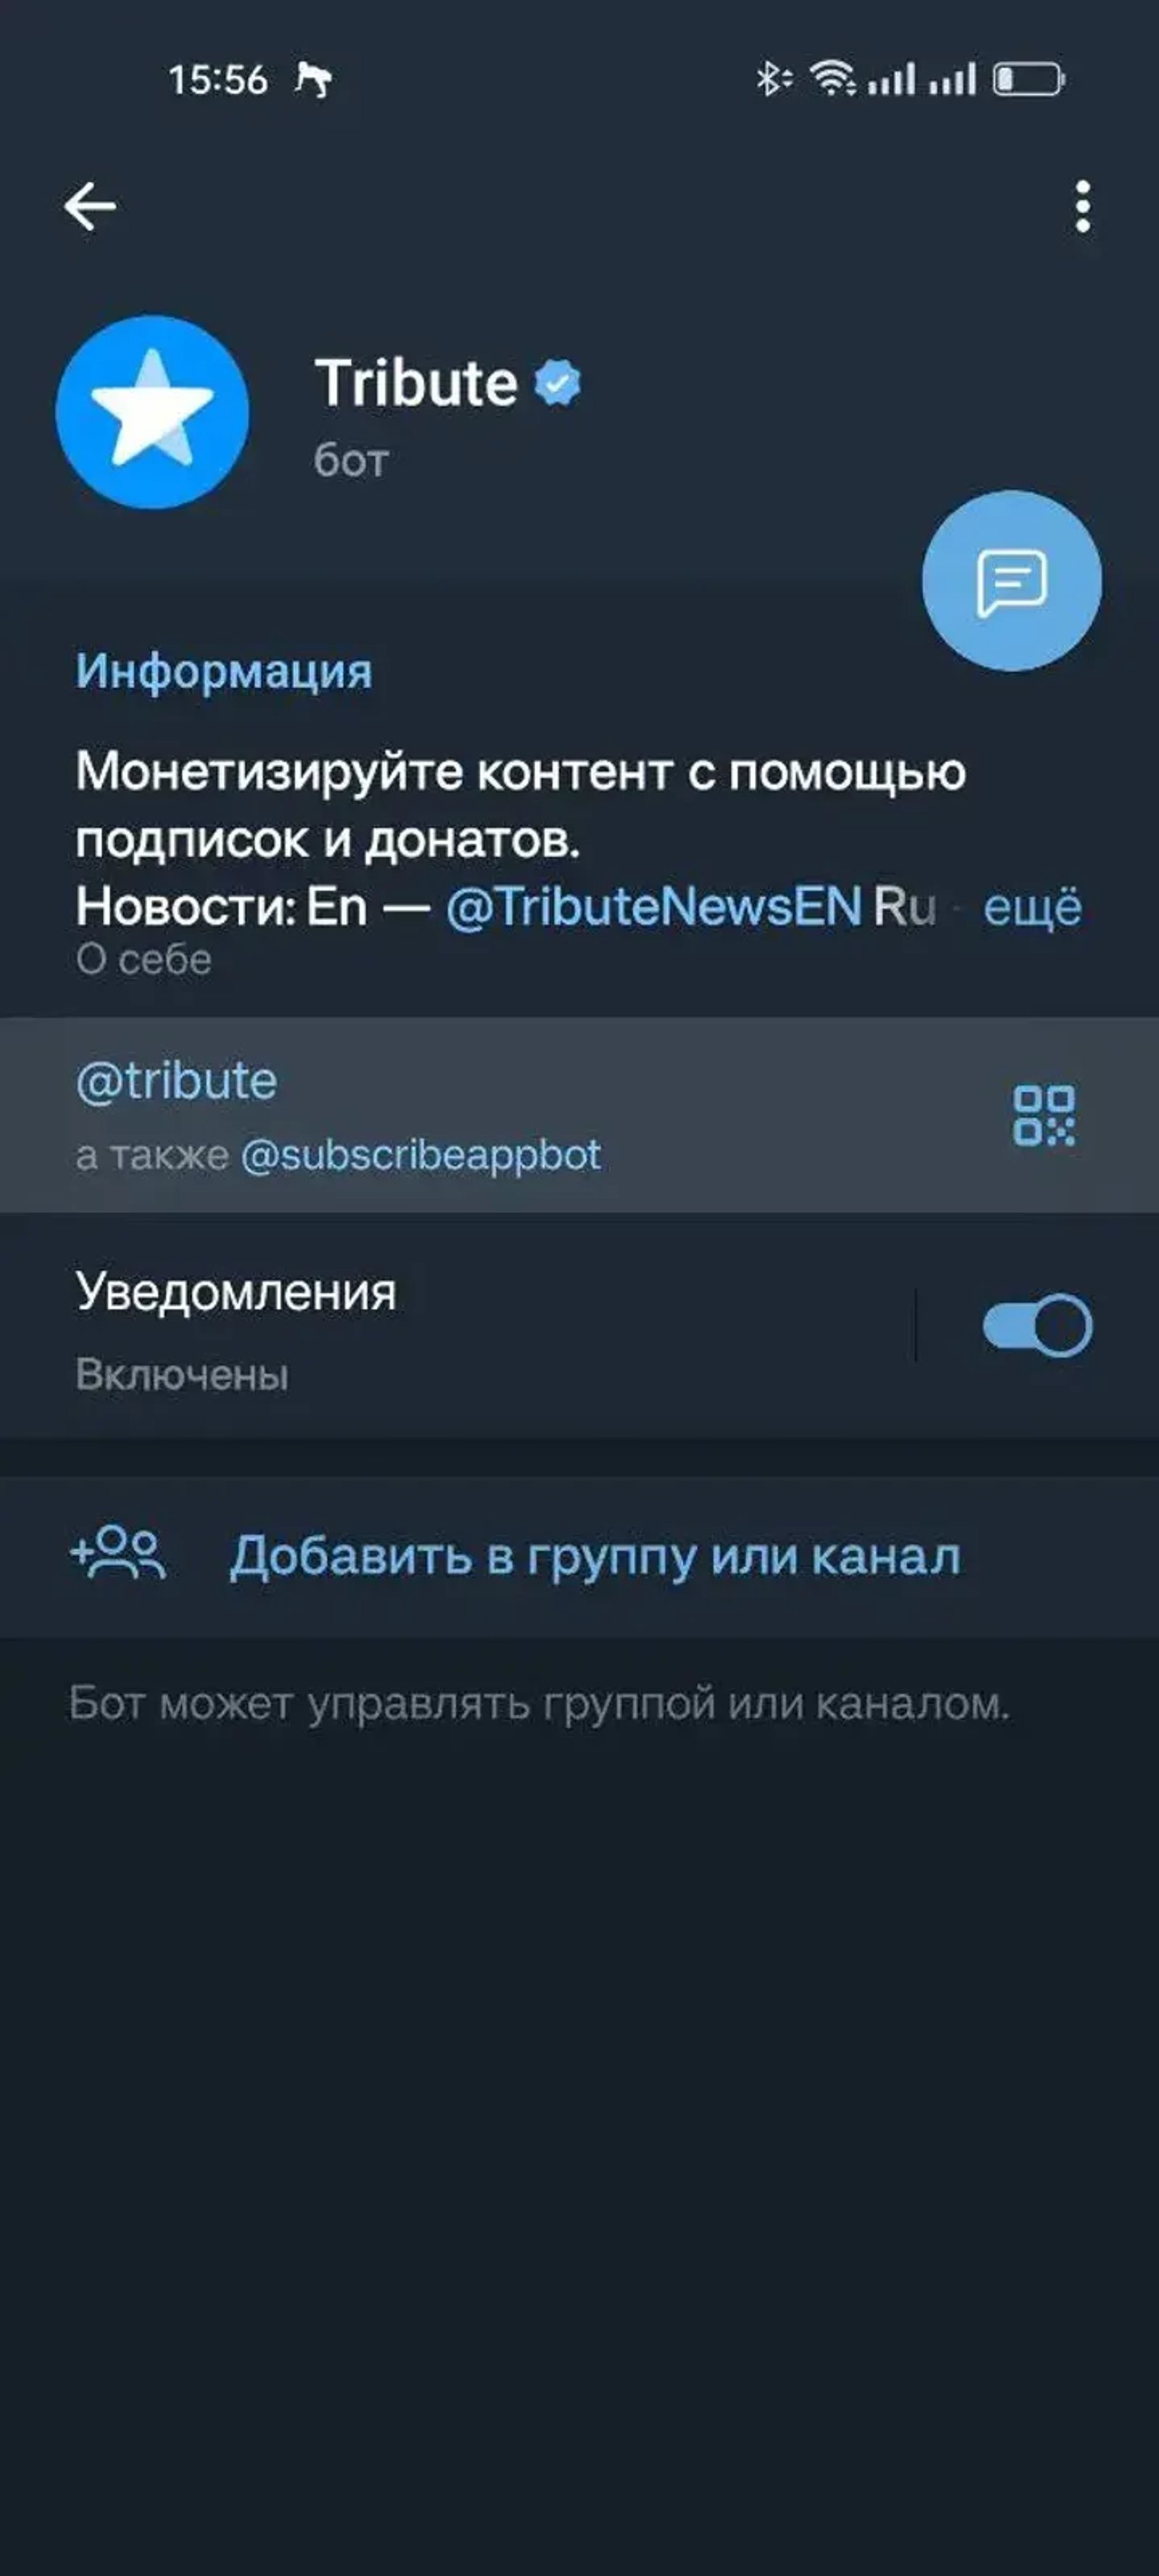 15:56
Tribute
бот
Информация
Монетизируйте контент с помощью
подписок и донатов.
Новости: En — @TributeNewsEN Ru - ещё
О себе
@tribute
а также @subscribeappbot
Уведомления
Включены
Добавить в группу или канал
Бот может управлять группой или каналом.